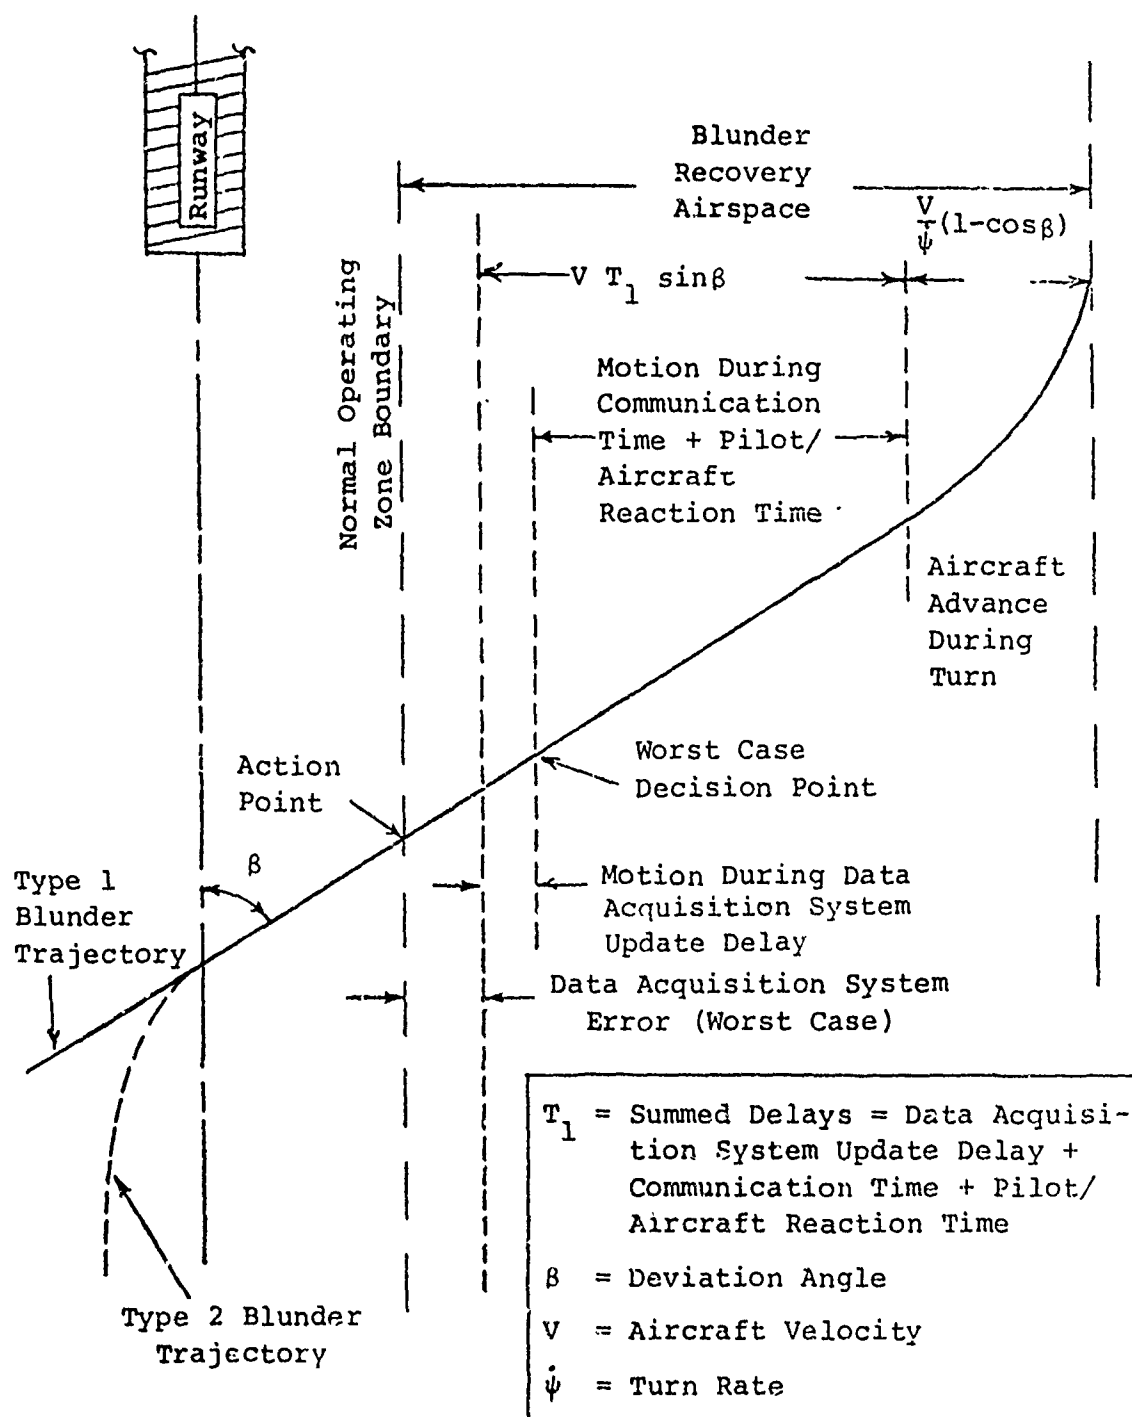 Runway
Blunder
Recovery
Airspace
V/ψ̇ (1-cosβ)
V T₁ sinβ
Normal Operating
Zone Boundary
Motion During
Communication
Time + Pilot/
Aircraft
Reaction Time
Aircraft
Advance
During
Turn
Worst Case
Decision Point
Action
Point
β
Type 1
Blunder
Trajectory
Motion During Data
Acquisition System
Update Delay
Data Acquisition System
Error (Worst Case)
T₁ = Summed Delays = Data Acquisi-
tion System Update Delay +
Communication Time + Pilot/
Aircraft Reaction Time
β = Deviation Angle
V = Aircraft Velocity
ψ̇ = Turn Rate
Type 2 Blunder
Trajectory